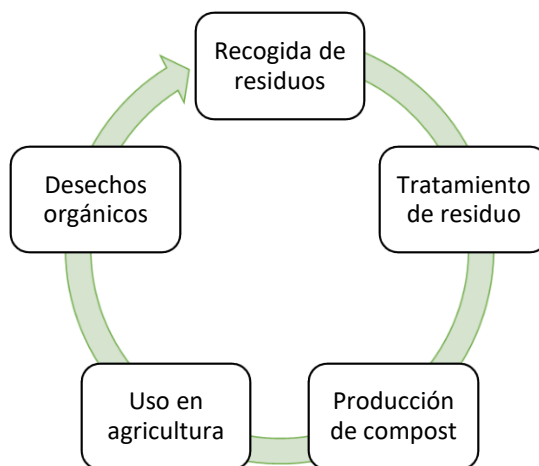 Recogida de
residuos
Tratamiento
de residuo
Producción
de compost
Uso en
agricultura
Desechos
orgánicos